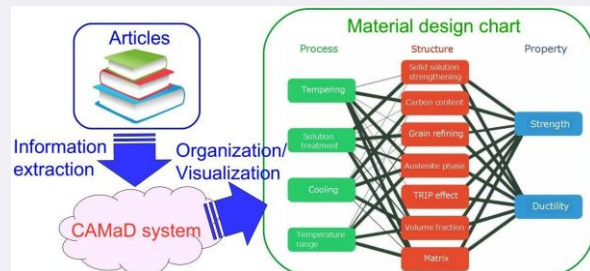 Articles
Information
extraction
Organization/
Visualization
CAMaD system
Material design chart
Process
Structure
Property
Tempering
Solution
treatment
Cooling
Temperature
range
Solid solution
strengthening
Carbon content
Grain refining
Austenite phase
TRIP effect
Volume fraction
Matrix
Strength
Ductility